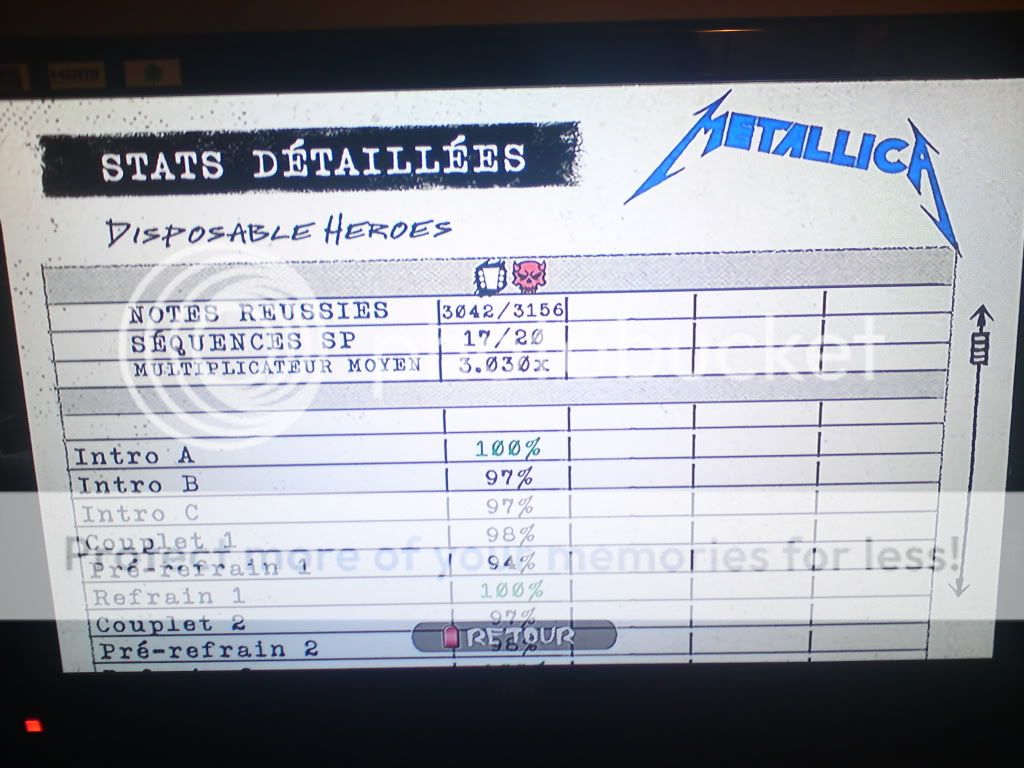 METALLICA
STATS DÉTAILLÉES
DISPOSABLE HEROES
NOTES REUSSIES 3042/3156
SÉQUENCES SP 17/20
MULTIPLICATEUR MOYEN 3.030x
photobucket
Intro A 100%
Intro B 97%
Intro C 97%
Couplet 1 98%
Protect more of your memories for less!
Pré-refrain 1 94%
Refrain 1 100%
Couplet 2 97%
RETOUR
Pré-refrain 2 98%